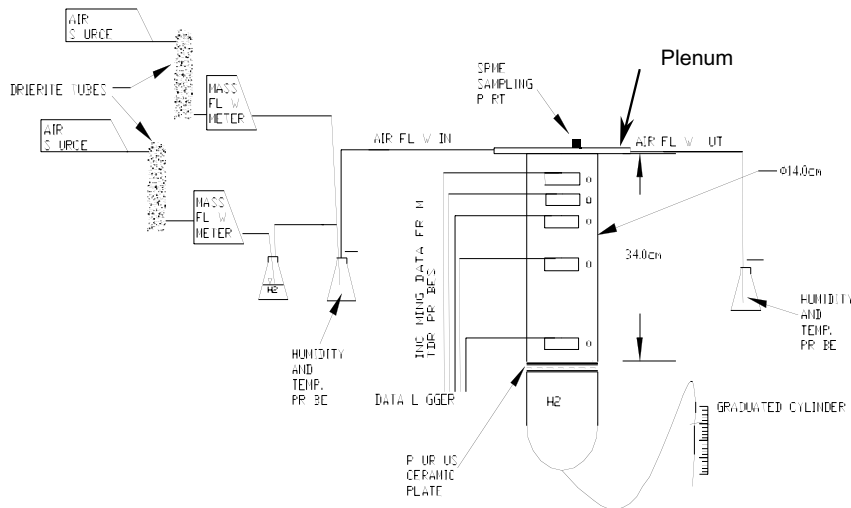 AIR
S URCE
DRIERITE TUBES
MASS
FL W
METER
AIR
S URCE
MASS
FL W
METER
H2
HUMIDITY
AND
TEMP.
PR BE
AIR FL W IN
SPME
SAMPLING
P RT
Plenum
AIR FL W UT
Φ14.0cm
34.0cm
INC MING DATA FR M
TDR PR BES
DATA L GGER
H2
P UR US
CERAMIC
PLATE
GRADUATED CYLINDER
HUMIDITY
AND
TEMP.
PR BE